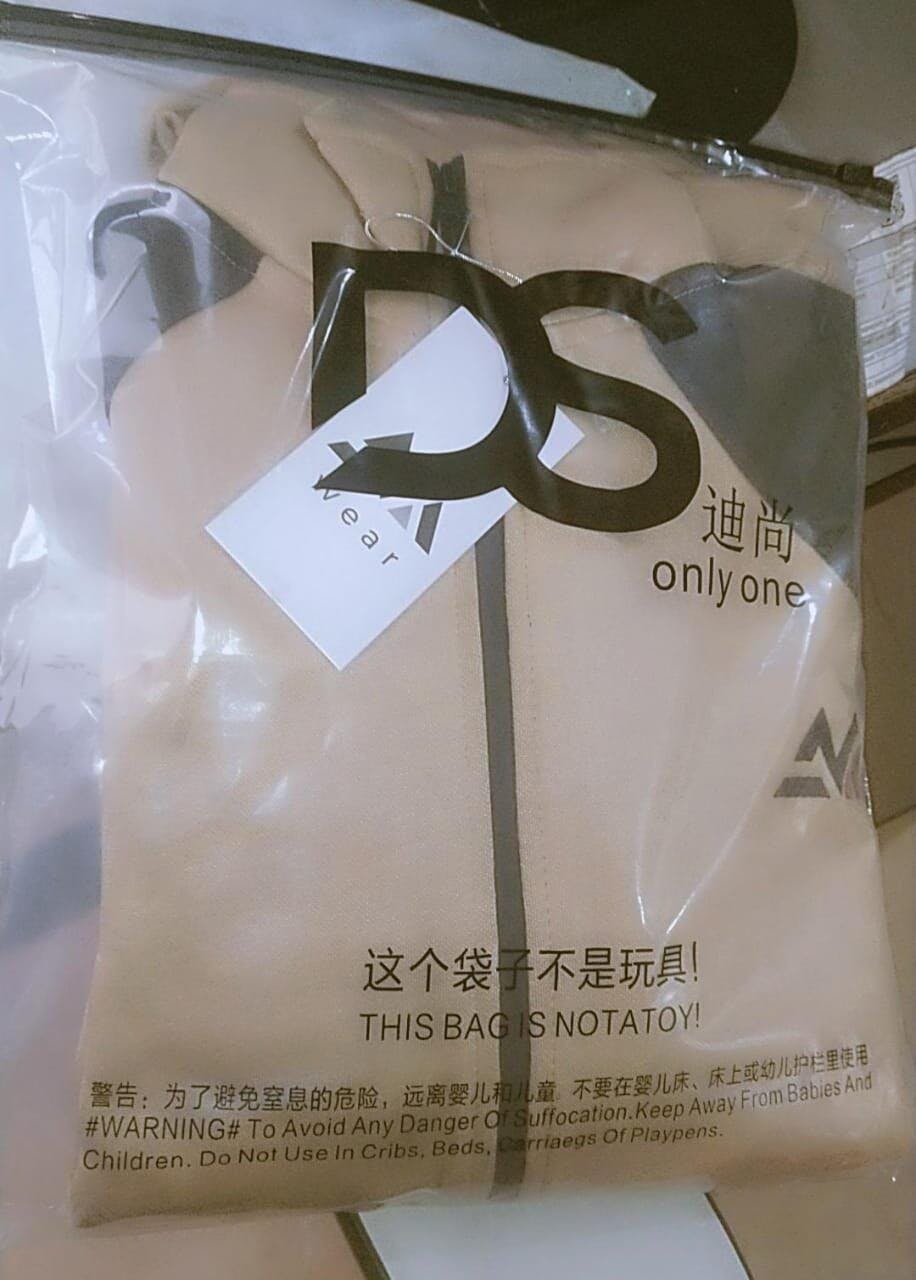 DS
迪尚
only one
wear
这个袋子不是玩具!
THIS BAG IS NOTATOY!
警告：为了避免窒息的危险，远离婴儿和儿童 不要在婴儿床、床上或幼儿护栏里使用
#WARNING# To Avoid Any Danger Of Suffocation.Keep Away From Babies And
Children. Do Not Use In Cribs, Beds, Carriaegs Of Playpens.